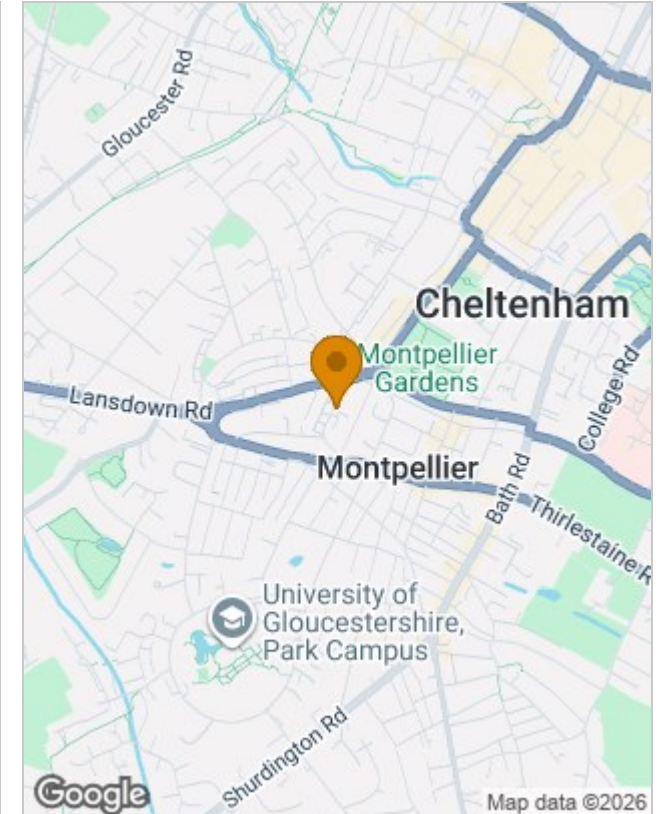 Gloucester Rd
Cheltenham
Montpellier
Gardens
College Rd
Lansdown Rd
Montpellier
Bath Rd
Thirlestaine R
University of
Gloucestershire,
Park Campus
Shurdington Rd
Google
Map data ©2026